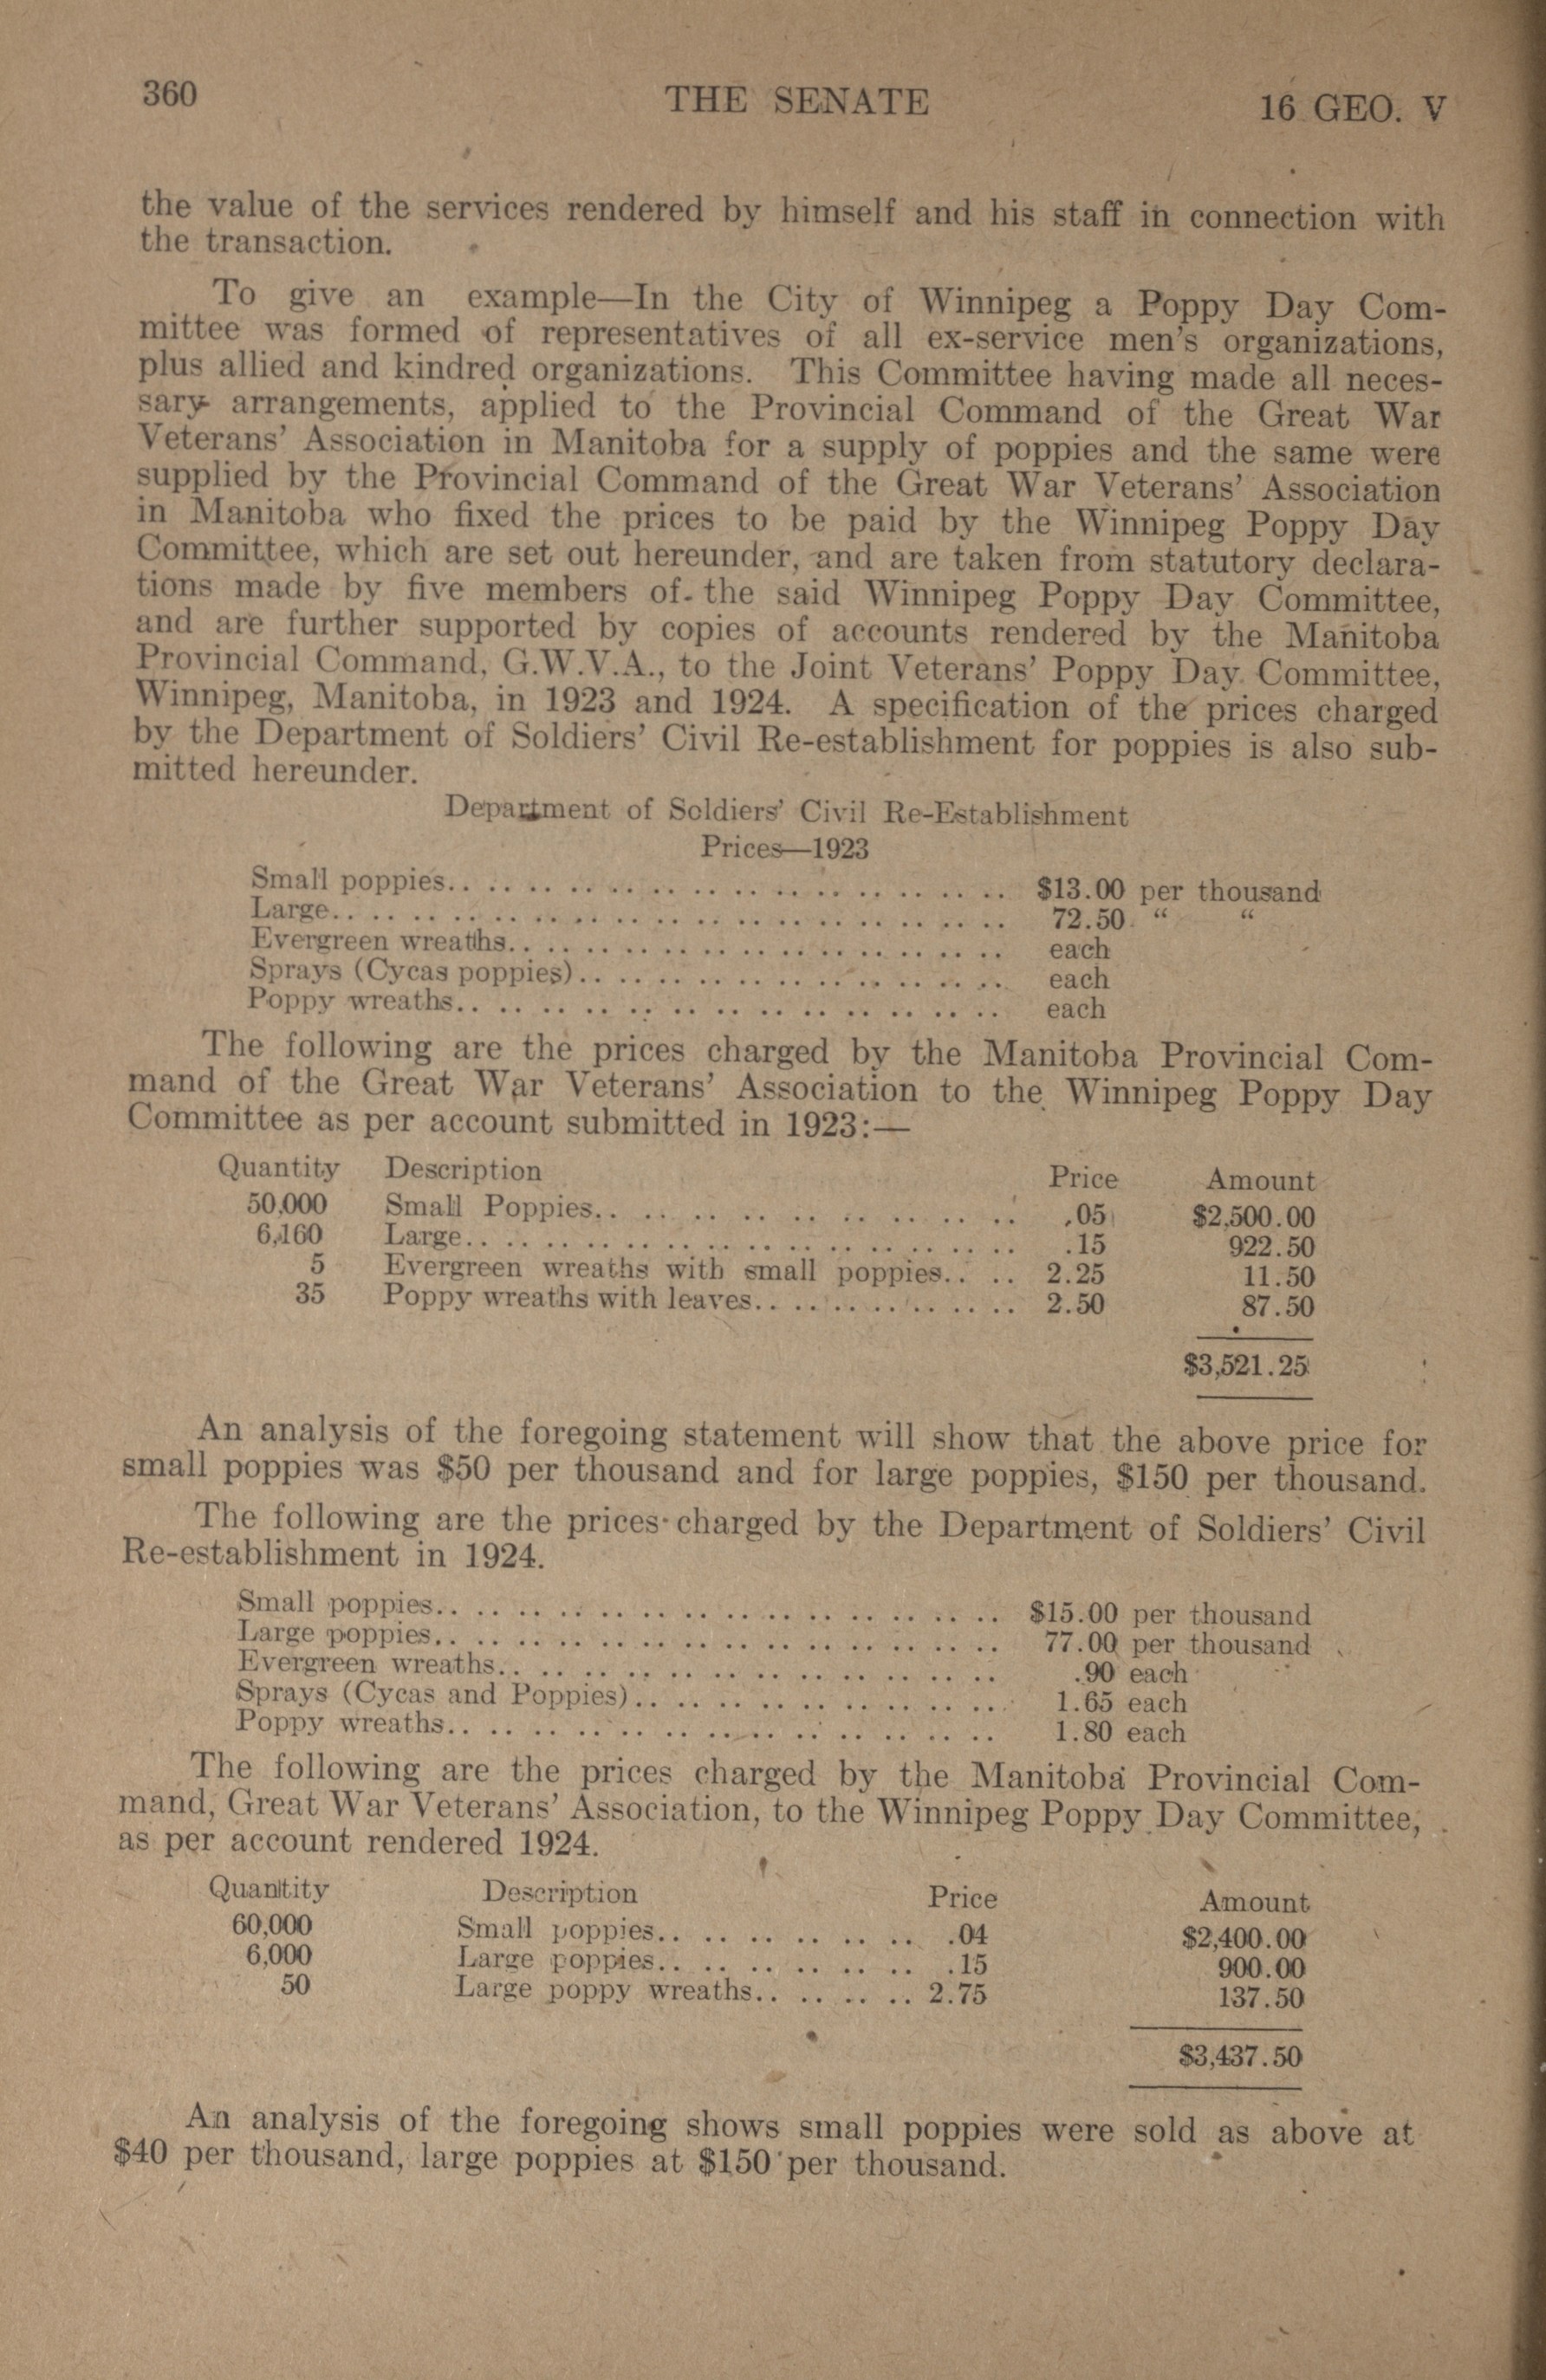 360 THE SENATE 16 GEO. V
the value of the services rendered by himself and his staff in connection with
the transaction.
To give an example—In the City of Winnipeg a Poppy Day Com-
mittee was formed of representatives of all ex-service men's organizations,
plus allied and kindred organizations. This Committee having made all neces-
sary arrangements, applied to the Provincial Command of the Great War
Veterans' Association in Manitoba for a supply of poppies and the same were
supplied by the Provincial Command of the Great War Veterans' Association
in Manitoba who fixed the prices to be paid by the Winnipeg Poppy Day
Committee, which are set out hereunder, and are taken from statutory declara-
tions made by five members of the said Winnipeg Poppy Day Committee,
and are further supported by copies of accounts rendered by the Manitoba
Provincial Command, G.W.V.A., to the Joint Veterans' Poppy Day Committee,
Winnipeg, Manitoba, in 1923 and 1924. A specification of the prices charged
by the Department of Soldiers' Civil Re-establishment for poppies is also sub-
mitted hereunder.
Department of Soldiers' Civil Re-Establishment
Prices—1923
Small poppies.. .. .. .. .. .. .. .. .. .. .. .. .. .. $13.00 per thousand
Large.. .. .. .. .. .. .. .. .. .. .. .. .. .. .. .. .. 72.50 “ “
Evergreen wreaths.. .. .. .. .. .. .. .. .. .. .. .. .. each
Sprays (Cycas poppies).. .. .. .. .. .. .. .. .. .. .. each
Poppy wreaths.. .. .. .. .. .. .. .. .. .. .. .. .. each
The following are the prices charged by the Manitoba Provincial Com-
mand of the Great War Veterans' Association to the Winnipeg Poppy Day
Committee as per account submitted in 1923:—
Quantity Description Price Amount
50,000 Small Poppies.. .. .. .. .. .. .. .. .. .05 $2,500.00
6,160 Large.. .. .. .. .. .. .. .. .. .. .. .. .. .. .15 922.50
5 Evergreen wreaths with small poppies.. .. 2.25 11.50
35 Poppy wreaths with leaves.. .. .. .. .. .. .. 2.50 87.50
$3,521.25
An analysis of the foregoing statement will show that the above price for
small poppies was $50 per thousand and for large poppies, $150 per thousand.
The following are the prices charged by the Department of Soldiers' Civil
Re-establishment in 1924.
Small poppies.. .. .. .. .. .. .. .. .. .. .. .. .. .. $15.00 per thousand
Large poppies.. .. .. .. .. .. .. .. .. .. .. .. .. .. 77.00 per thousand
Evergreen wreaths.. .. .. .. .. .. .. .. .. .. .. .. .90 each
Sprays (Cycas and Poppies).. .. .. .. .. .. .. .. .. 1.65 each
Poppy wreaths.. .. .. .. .. .. .. .. .. .. .. .. .. 1.80 each
The following are the prices charged by the Manitoba Provincial Com-
mand, Great War Veterans' Association, to the Winnipeg Poppy Day Committee,
as per account rendered 1924.
Quantity Description Price Amount
60,000 Small poppies.. .. .. .. .. .. .. .04 $2,400.00
6,000 Large poppies.. .. .. .. .. .. .. .15 900.00
50 Large poppy wreaths.. .. .. .. 2.75 137.50
$3,437.50
An analysis of the foregoing shows small poppies were sold as above at
$40 per thousand, large poppies at $150 per thousand.